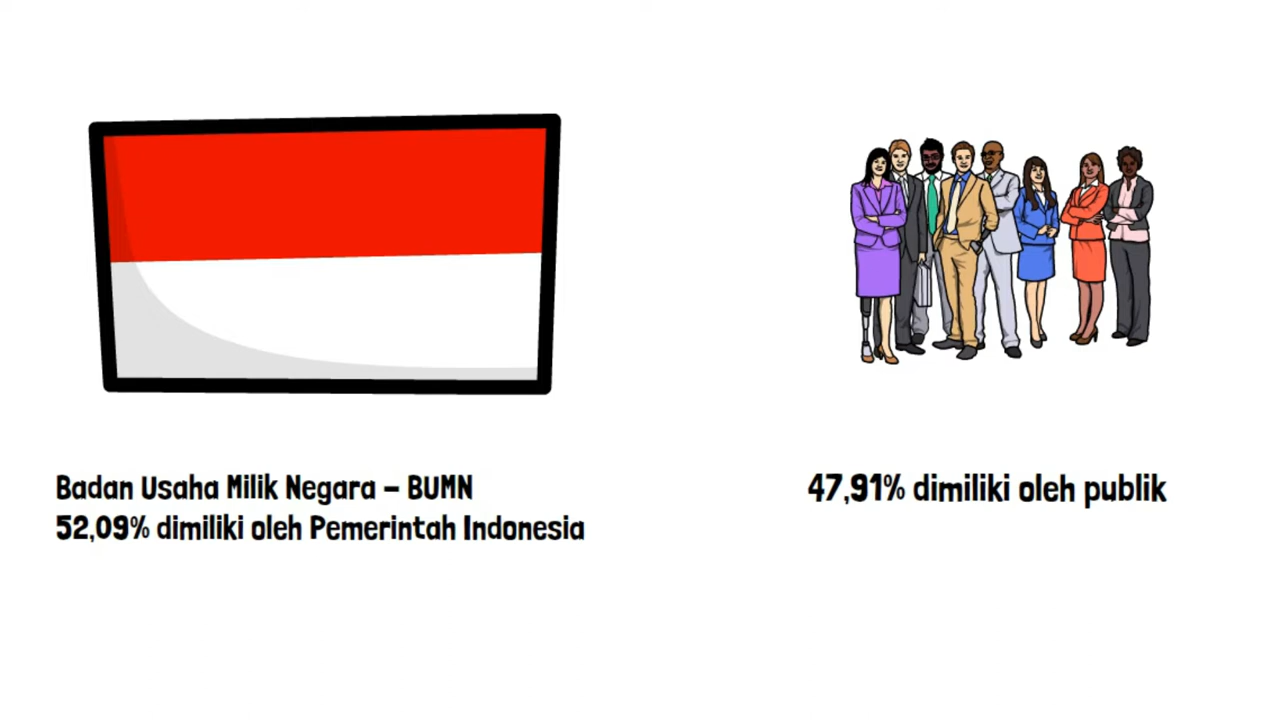 Badan Usaha Milik Negara – BUMN
52,09% dimiliki oleh Pemerintah Indonesia
47,91% dimiliki oleh publik